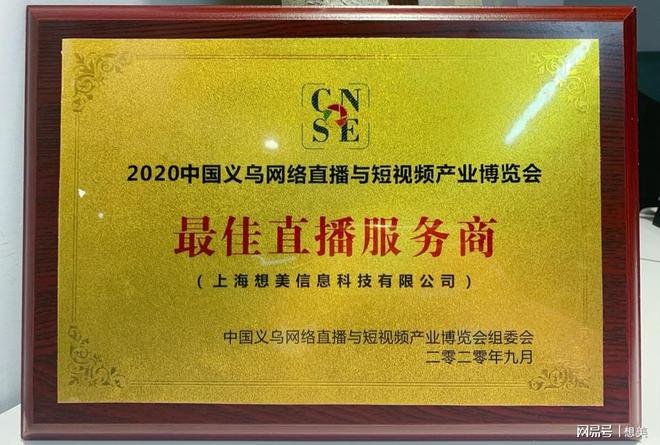 CN
SE
2020中国义乌网络直播与短视频产业博览会
最佳直播服务商
（上海想美信息科技有限公司）
中国义乌网络直播与短视频产业博览会组委会
二零二零年九月
网易号 | 想美